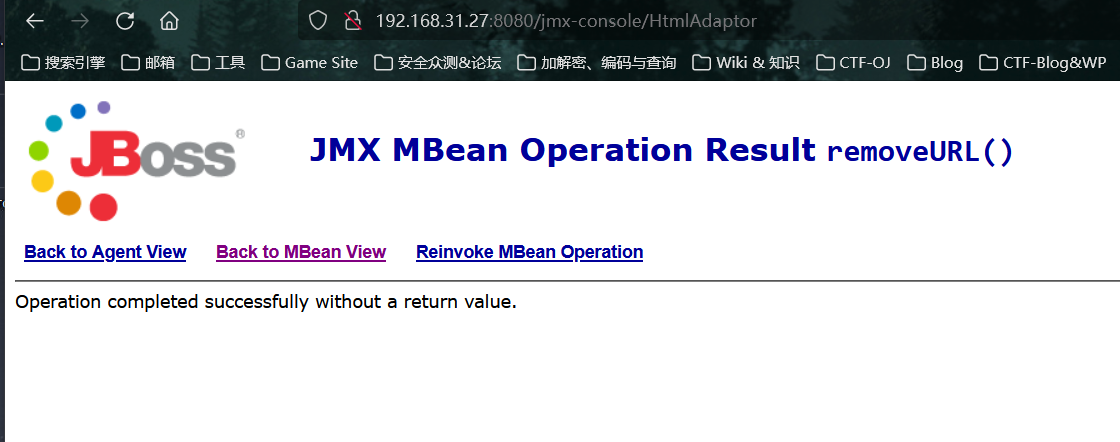 192.168.31.27:8080/jmx-console/HtmlAdaptor
搜索引擎 邮箱 工具 Game Site 安全众测&论坛 加解密、编码与查询 Wiki & 知识 CTF-OJ Blog CTF-Blog&WP
JBoss®
JMX MBean Operation Result removeURL()
Back to Agent View Back to MBean View Reinvoke MBean Operation
Operation completed successfully without a return value.